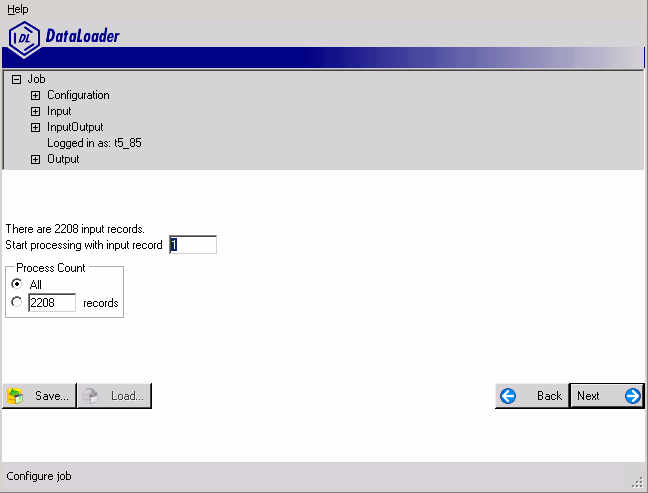 Help
DL DataLoader
Job
Configuration
Input
InputOutput
Logged in as: t5_85
Output
There are 2208 input records.
Start processing with input record 1
Process Count
All
2208 records
Save... Load... Back Next
Configure job